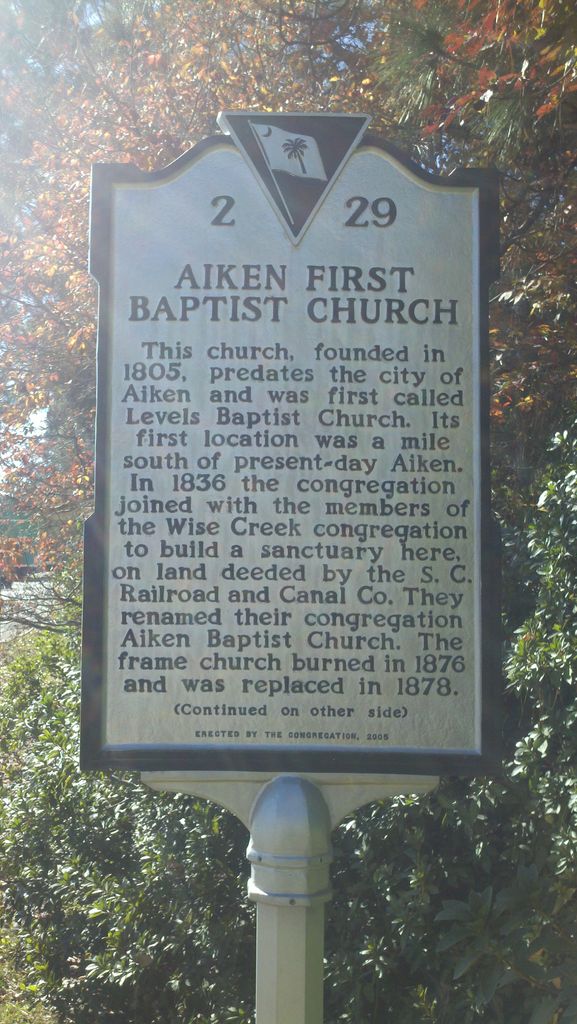 2 29
AIKEN FIRST
BAPTIST CHURCH
This church, founded in
1805, predates the city of
Aiken and was first called
Levels Baptist Church. Its
first location was a mile
south of present-day Aiken.
In 1836 the congregation
joined with the members of
the Wise Creek congregation
to build a sanctuary here,
on land deeded by the S. C.
Railroad and Canal Co. They
renamed their congregation
Aiken Baptist Church. The
frame church burned in 1876
and was replaced in 1878.
(Continued on other side)
ERECTED BY THE CONGREGATION, 2005